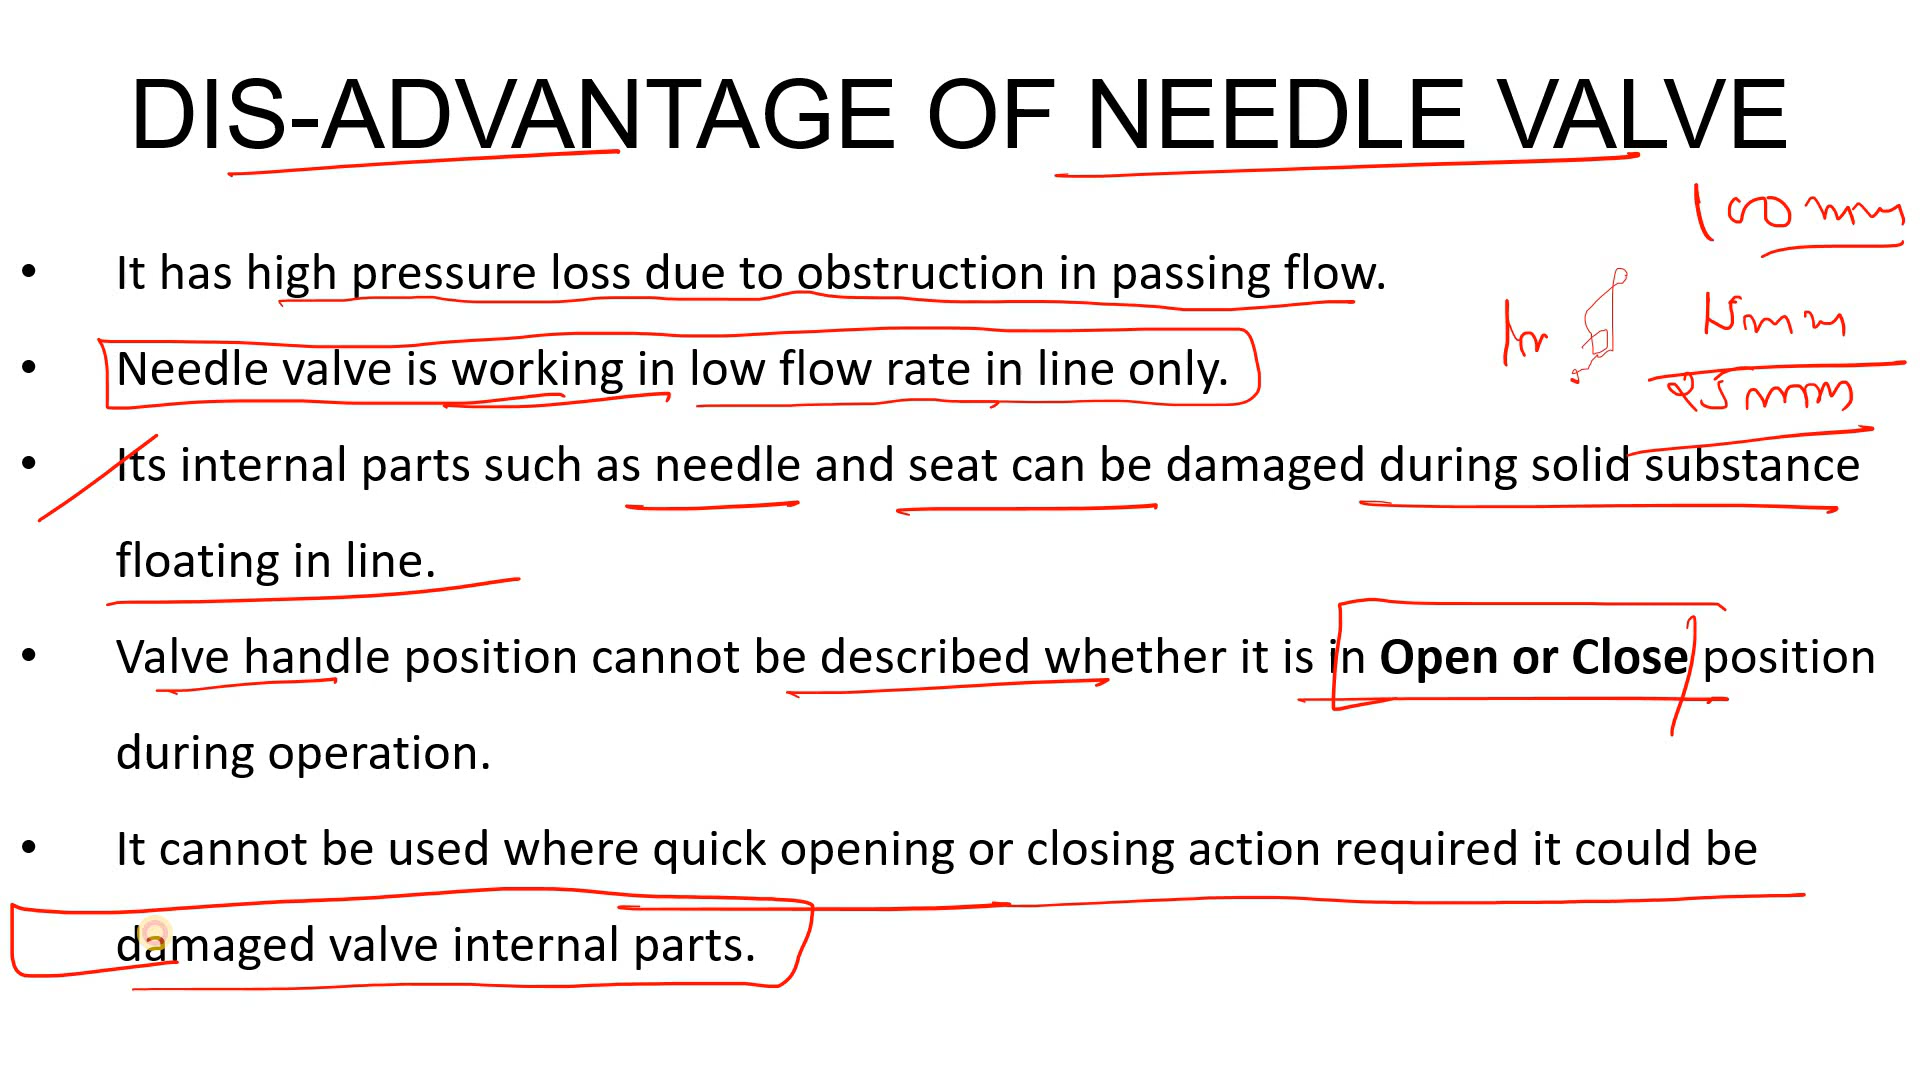 DIS-ADVANTAGE OF NEEDLE VALVE
100 mm
• It has high pressure loss due to obstruction in passing flow.
15mm
• Needle valve is working in low flow rate in line only.
25 mm
• Its internal parts such as needle and seat can be damaged during solid substance
floating in line.
• Valve handle position cannot be described whether it is in Open or Close position
during operation.
• It cannot be used where quick opening or closing action required it could be
damaged valve internal parts.